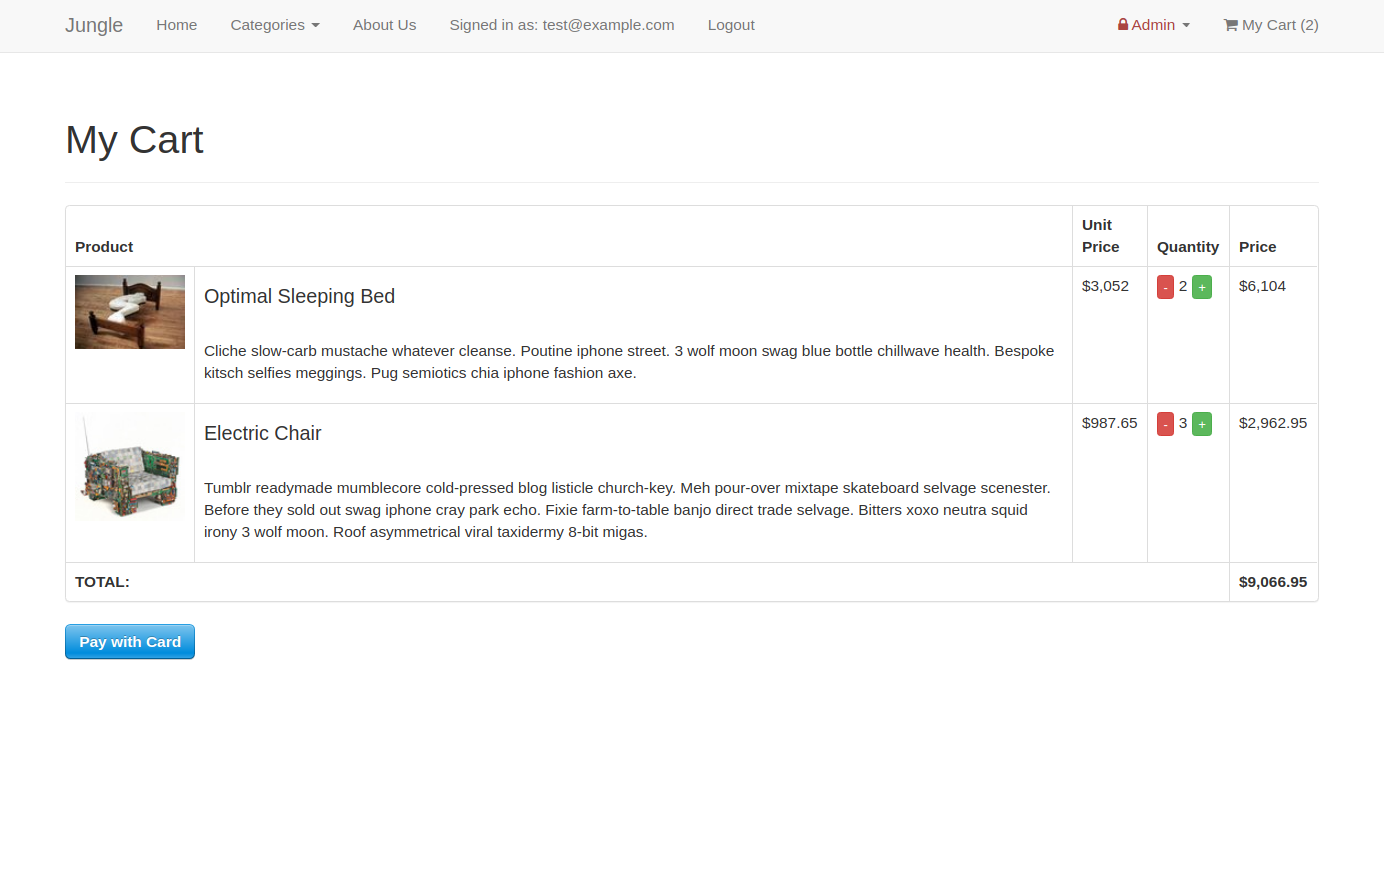 Jungle Home Categories About Us Signed in as: test@example.com Logout Admin My Cart (2)
My Cart
Product Unit Price Quantity Price
Optimal Sleeping Bed $3,052 - 2 + $6,104
Cliche slow-carb mustache whatever cleanse. Poutine iphone street. 3 wolf moon swag blue bottle chillwave health. Bespoke
kitsch selfies meggings. Pug semiotics chia iphone fashion axe.
Electric Chair $987.65 - 3 + $2,962.95
Tumblr readymade mumblecore cold-pressed blog listicle church-key. Meh pour-over mixtape skateboard selvage scenester.
Before they sold out swag iphone cray park echo. Fixie farm-to-table banjo direct trade selvage. Bitters xoxo neutra squid
irony 3 wolf moon. Roof asymmetrical viral taxidermy 8-bit migas.
TOTAL: $9,066.95
Pay with Card